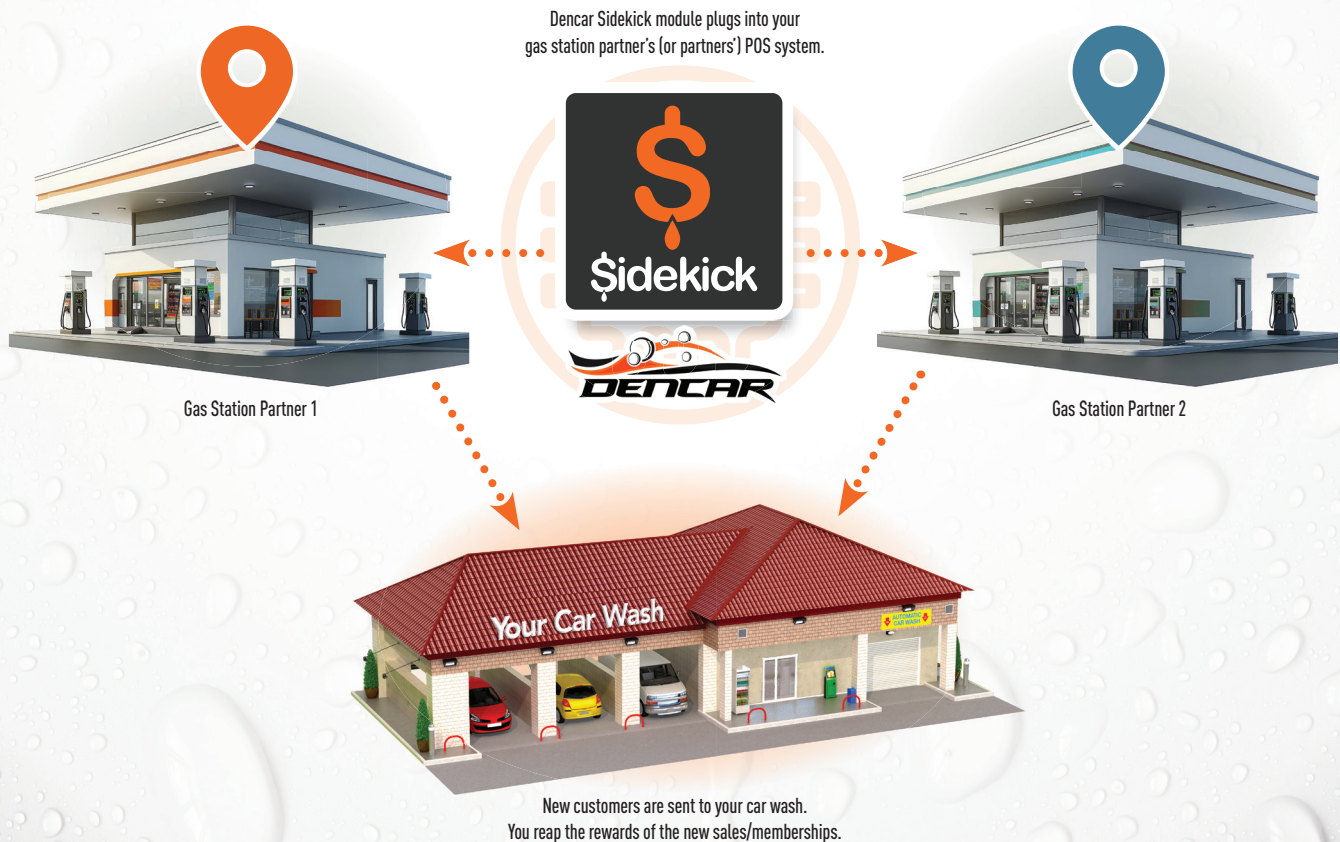 Dencar Sidekick module plugs into your
gas station partner's (or partners') POS system.
$
$idekick
DENCAR
Gas Station Partner 1
Gas Station Partner 2
Your Car Wash
AUTOMATIC
CAR WASH
New customers are sent to your car wash.
You reap the rewards of the new sales/memberships.